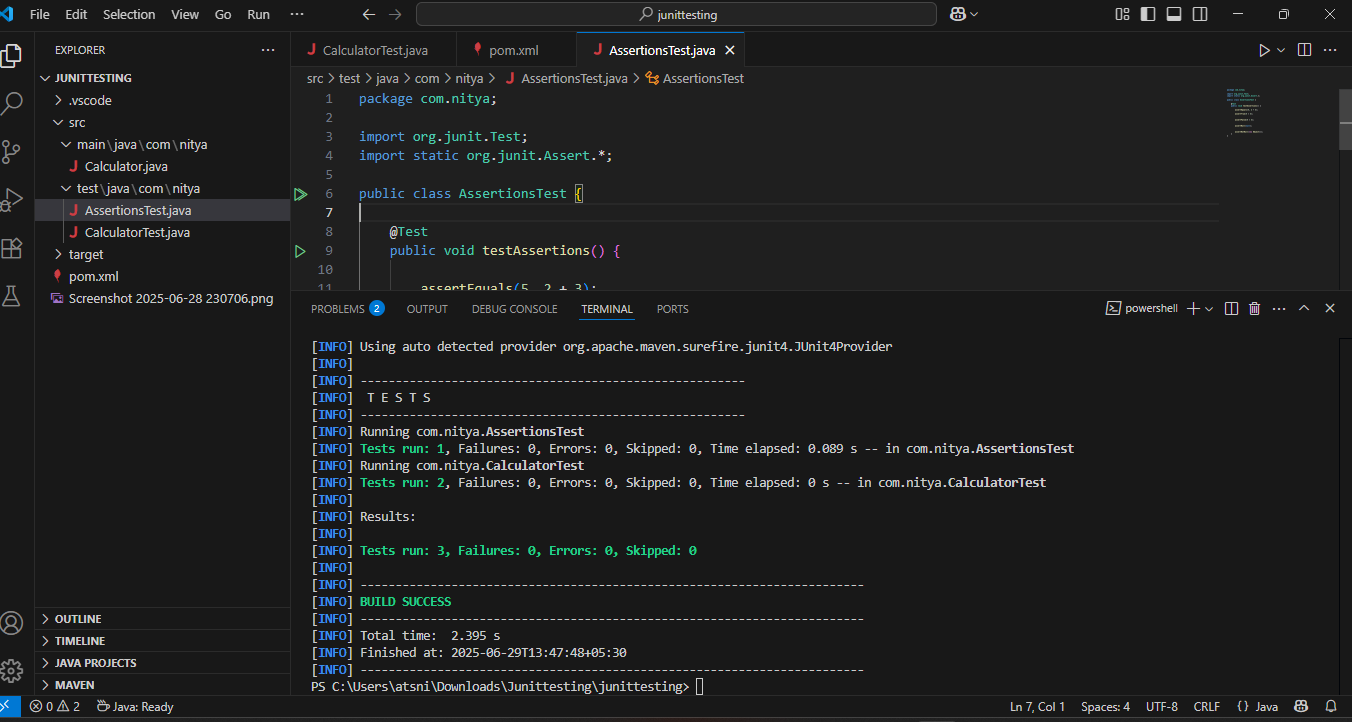 File Edit Selection View Go Run ··· junittesting
EXPLORER ···
JUNITTESTING
.vscode
src
main\java\com\nitya
J Calculator.java
test\java\com\nitya
J AssertionsTest.java
J CalculatorTest.java
target
pom.xml
Screenshot 2025-06-28 230706.png
OUTLINE
TIMELINE
JAVA PROJECTS
MAVEN
J CalculatorTest.java pom.xml J AssertionsTest.java
src > test > java > com > nitya > J AssertionsTest.java > AssertionsTest
1 package com.nitya;
2
3 import org.junit.Test;
4 import static org.junit.Assert.*;
5
6 public class AssertionsTest {
7
8 @Test
9 public void testAssertions() {
10
11 assertEquals(5, 2 + 3);
PROBLEMS 2 OUTPUT DEBUG CONSOLE TERMINAL PORTS powershell
[INFO] Using auto detected provider org.apache.maven.surefire.junit4.JUnit4Provider
[INFO]
[INFO] -------------------------------------------------------
[INFO]  T E S T S
[INFO] -------------------------------------------------------
[INFO] Running com.nitya.AssertionsTest
[INFO] Tests run: 1, Failures: 0, Errors: 0, Skipped: 0, Time elapsed: 0.089 s -- in com.nitya.AssertionsTest
[INFO] Running com.nitya.CalculatorTest
[INFO] Tests run: 2, Failures: 0, Errors: 0, Skipped: 0, Time elapsed: 0 s -- in com.nitya.CalculatorTest
[INFO]
[INFO] Results:
[INFO]
[INFO] Tests run: 3, Failures: 0, Errors: 0, Skipped: 0
[INFO]
[INFO] ------------------------------------------------------------------------
[INFO] BUILD SUCCESS
[INFO] ------------------------------------------------------------------------
[INFO] Total time:  2.395 s
[INFO] Finished at: 2025-06-29T13:47:48+05:30
[INFO] ------------------------------------------------------------------------
PS C:\Users\atsni\Downloads\Junittesting\junittesting>
0 2 Java: Ready Ln 7, Col 1 Spaces: 4 UTF-8 CRLF {} Java